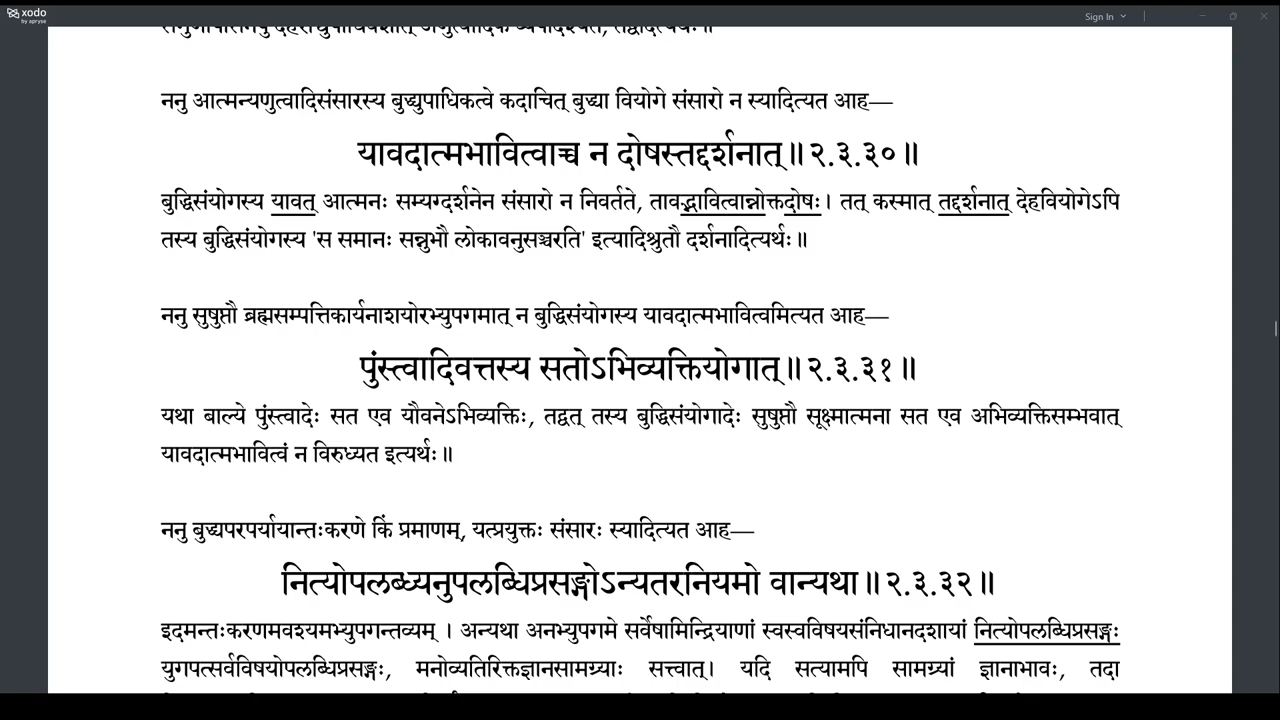 xodo
by apryse
Sign In
ननु आत्मन्यणुत्वादिसंसारस्य बुद्ध्युपाधिकत्वे कदाचित् बुद्ध्या वियोगे संसारो न स्यादित्यत आह—
यावदात्मभावित्वाच्च न दोषस्तद्दर्शनात्॥२.३.३०॥
बुद्धिसंयोगस्य यावत् आत्मनः सम्यग्दर्शनेन संसारो न निवर्तते, तावद्भावित्वान्नोक्तदोषः। तत् कस्मात् तद्दर्शनात् देहवियोगेऽपि
तस्य बुद्धिसंयोगस्य 'स समानः सन्नुभौ लोकावनुसञ्चरति' इत्यादिश्रुतौ दर्शनादित्यर्थः॥
ननु सुषुप्तौ ब्रह्मसम्पत्तिकार्यनाशयोरभ्युपगमात् न बुद्धिसंयोगस्य यावदात्मभावित्वमित्यत आह—
पुंस्त्वादिवत्तस्य सतोऽभिव्यक्तियोगात्॥२.३.३१॥
यथा बाल्ये पुंस्त्वादेः सत एव यौवनेऽभिव्यक्तिः, तद्वत् तस्य बुद्धिसंयोगादेः सुषुप्तौ सूक्ष्मात्मना सत एव अभिव्यक्तिसम्भवात्
यावदात्मभावित्वं न विरुध्यत इत्यर्थः॥
ननु बुद्ध्यपरपर्यायान्तःकरणे किं प्रमाणम्, यत्प्रयुक्तः संसारः स्यादित्यत आह—
नित्योपलब्ध्यनुपलब्धिप्रसङ्गोऽन्यतरनियमो वान्यथा॥२.३.३२॥
इदमन्तःकरणमवश्यमभ्युपगन्तव्यम् । अन्यथा अनभ्युपगमे सर्वेषामिन्द्रियाणां स्वस्वविषयसंनिधानदशायां नित्योपलब्धिप्रसङ्गः
युगपत्सर्वविषयोपलब्धिप्रसङ्गः, मनोव्यतिरिक्तज्ञानसामग्र्याः सत्त्वात्। यदि सत्यामपि सामग्र्यां ज्ञानाभावः, तदा